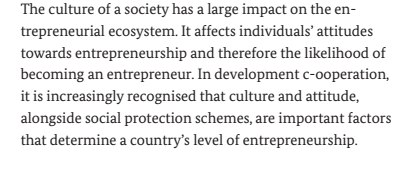 The culture of a society has a large impact on the en-
trepreneurial ecosystem. It affects individuals’ attitudes
towards entrepreneurship and therefore the likelihood of
becoming an entrepreneur. In development c-ooperation,
it is increasingly recognised that culture and attitude,
alongside social protection schemes, are important factors
that determine a country’s level of entrepreneurship.